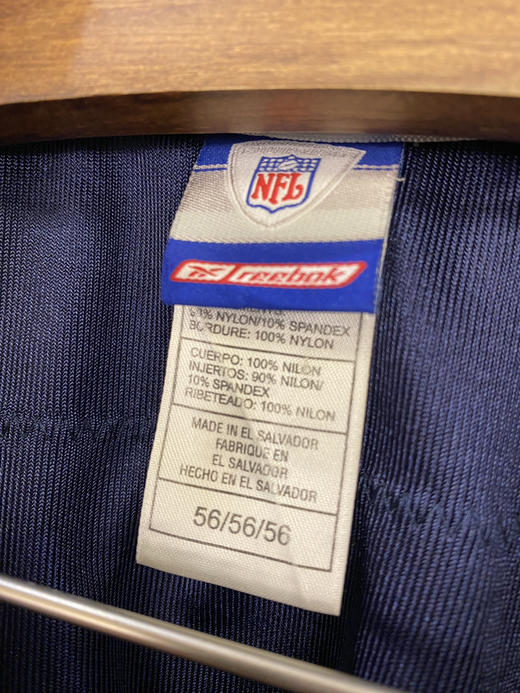 NFL
Reebok
NYLON/10% SPANDEX
BORDURE: 100% NYLON
CUERPO: 100% NILON
INJERTOS: 90% NILON/
10% SPANDEX
RIBETEADO: 100% NILON
MADE IN EL SALVADOR
FABRIQUE EN
EL SALVADOR
HECHO EN EL SALVADOR
56/56/56